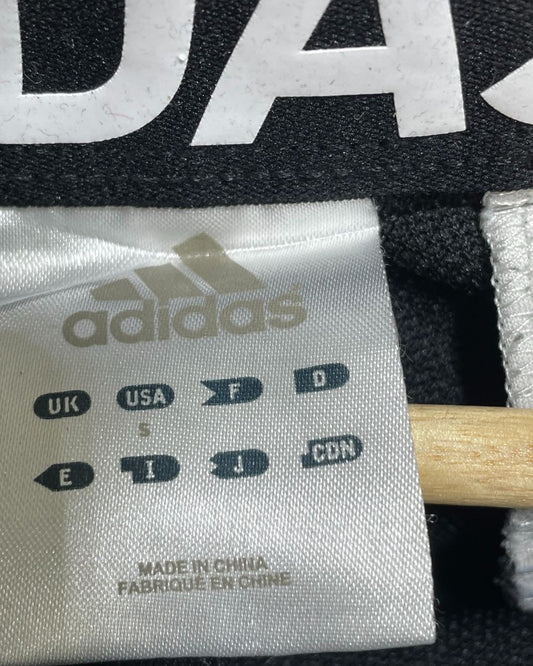 DAS
adidas
UK USA F D
S
E I J CDN
MADE IN CHINA
FABRIQUÉ EN CHINE